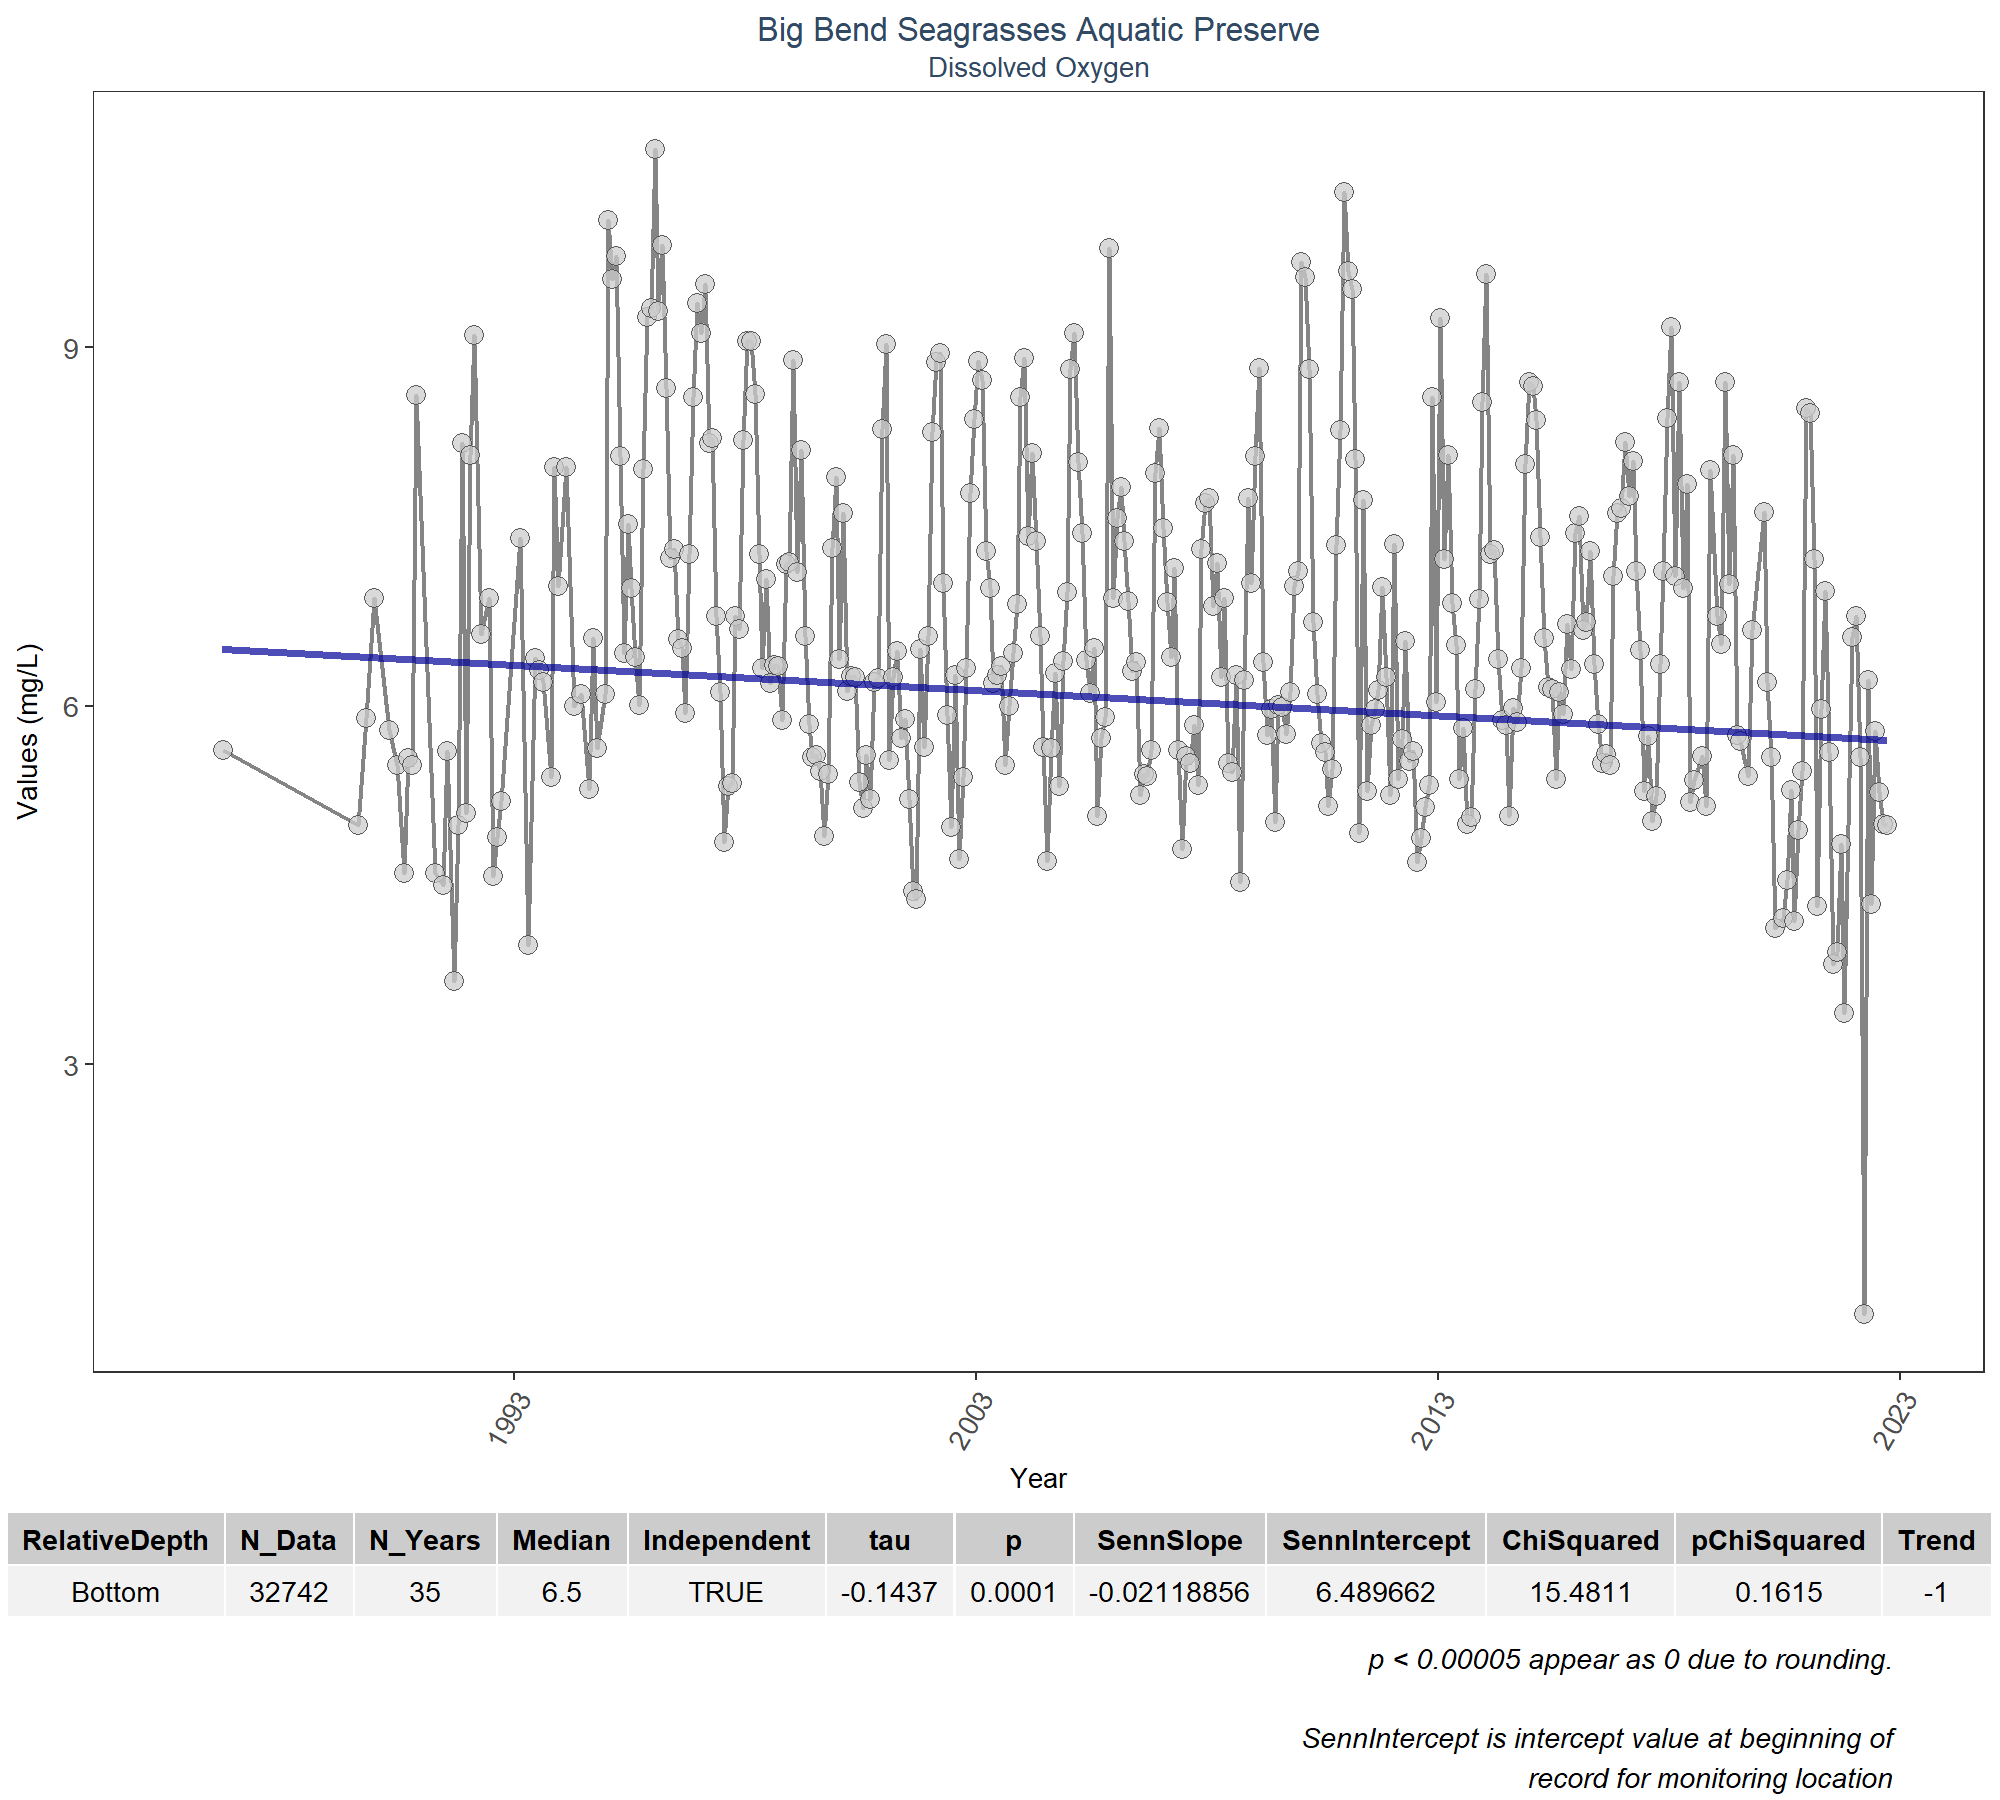 Big Bend Seagrasses Aquatic Preserve
Dissolved Oxygen
Values (mg/L)
9
6
3
1993
2003
2013
2023
Year
RelativeDepth N_Data N_Years Median Independent tau p SennSlope SennIntercept ChiSquared pChiSquared Trend
Bottom 32742 35 6.5 TRUE -0.1437 0.0001 -0.02118856 6.489662 15.4811 0.1615 -1
p < 0.00005 appear as 0 due to rounding.
SennIntercept is intercept value at beginning of
record for monitoring location